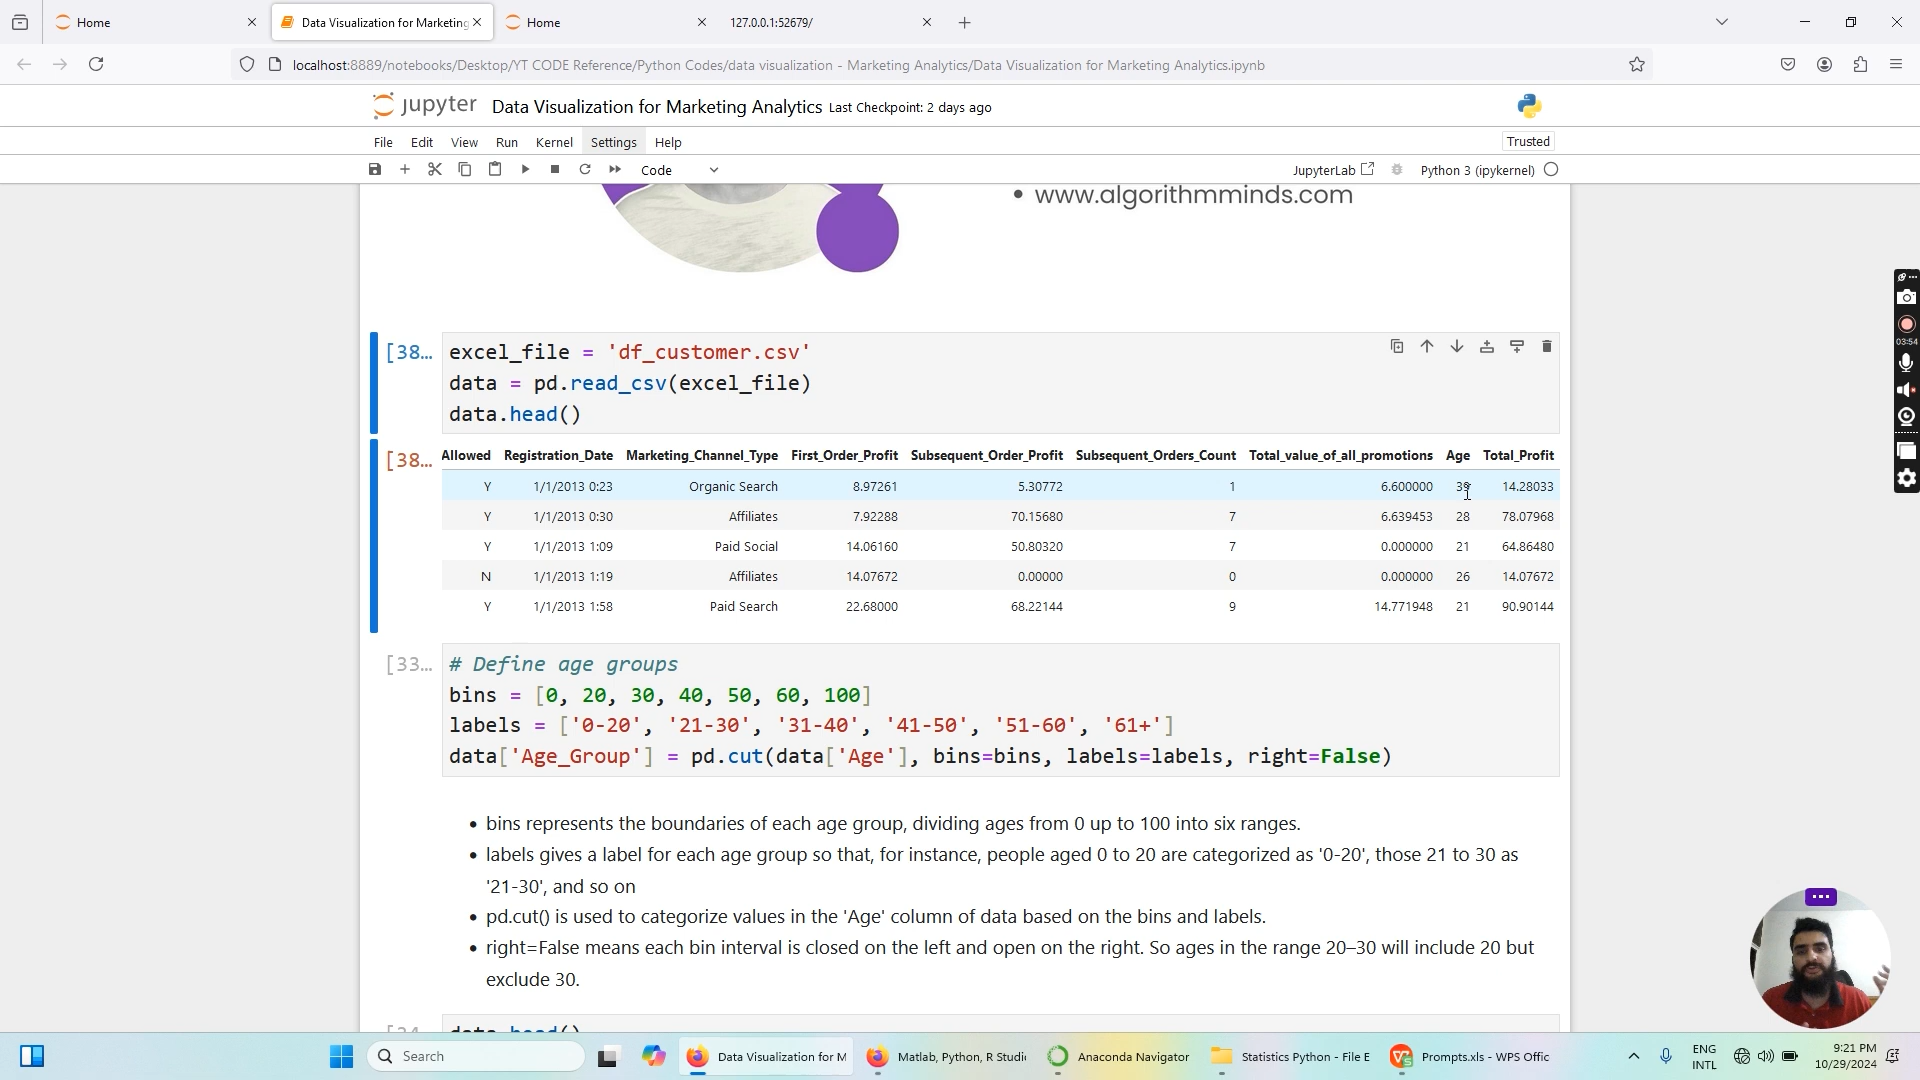 Home
Data Visualization for Marketing
Home
127.0.0.1:52679/
localhost:8889/notebooks/Desktop/YT CODE Reference/Python Codes/data visualization - Marketing Analytics/Data Visualization for Marketing Analytics.ipynb
jupyter Data Visualization for Marketing Analytics Last Checkpoint: 2 days ago
File Edit View Run Kernel Settings Help
Trusted
Code
JupyterLab
Python 3 (ipykernel)
• www.algorithmminds.com
03:54
[38…
excel_file = 'df_customer.csv'
data = pd.read_csv(excel_file)
data.head()
[38…
Allowed Registration_Date Marketing_Channel_Type First_Order_Profit Subsequent_Order_Profit Subsequent_Orders_Count Total_value_of_all_promotions Age Total_Profit
Y 1/1/2013 0:23 Organic Search 8.97261 5.30772 1 6.600000 39 14.28033
Y 1/1/2013 0:30 Affiliates 7.92288 70.15680 7 6.639453 28 78.07968
Y 1/1/2013 1:09 Paid Social 14.06160 50.80320 7 0.000000 21 64.86480
N 1/1/2013 1:19 Affiliates 14.07672 0.00000 0 0.000000 26 14.07672
Y 1/1/2013 1:58 Paid Search 22.68000 68.22144 9 14.771948 21 90.90144
[33…
# Define age groups
bins = [0, 20, 30, 40, 50, 60, 100]
labels = ['0-20', '21-30', '31-40', '41-50', '51-60', '61+']
data['Age_Group'] = pd.cut(data['Age'], bins=bins, labels=labels, right=False)
• bins represents the boundaries of each age group, dividing ages from 0 up to 100 into six ranges.
• labels gives a label for each age group so that, for instance, people aged 0 to 20 are categorized as '0-20', those 21 to 30 as
'21-30', and so on
• pd.cut() is used to categorize values in the 'Age' column of data based on the bins and labels.
• right=False means each bin interval is closed on the left and open on the right. So ages in the range 20–30 will include 20 but
exclude 30.
[34…
data.head()
Search
Data Visualization for M
Matlab, Python, R Studi
Anaconda Navigator
Statistics Python - File E
Prompts.xls - WPS Offic
ENG
INTL
9:21 PM
10/29/2024